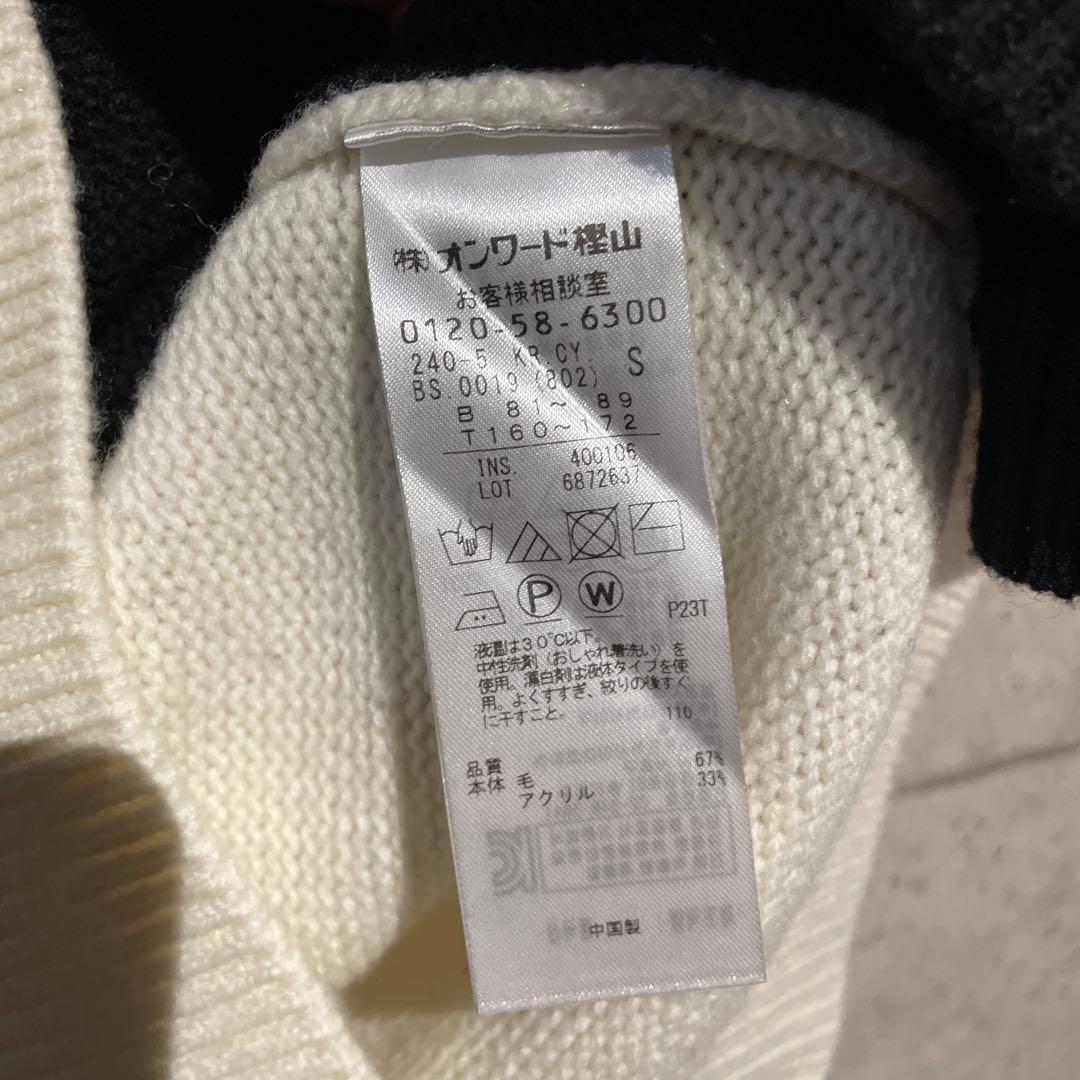 (株)オンワード樫山
お客様相談室
0120-58-6300
240-5 KR.CY. S
BS.0019 (802)
B 81～89
T160～172
INS. 400106
LOT 6872637
P W P23T
液温は30℃以下。
中性洗剤（おしゃれ着洗い）を
使用。漂白剤は液体タイプを使
用。よくすすぎ、絞りの後すぐ
に干すこと。
110
品質
本体 毛 67%
アクリル 33%
中国製